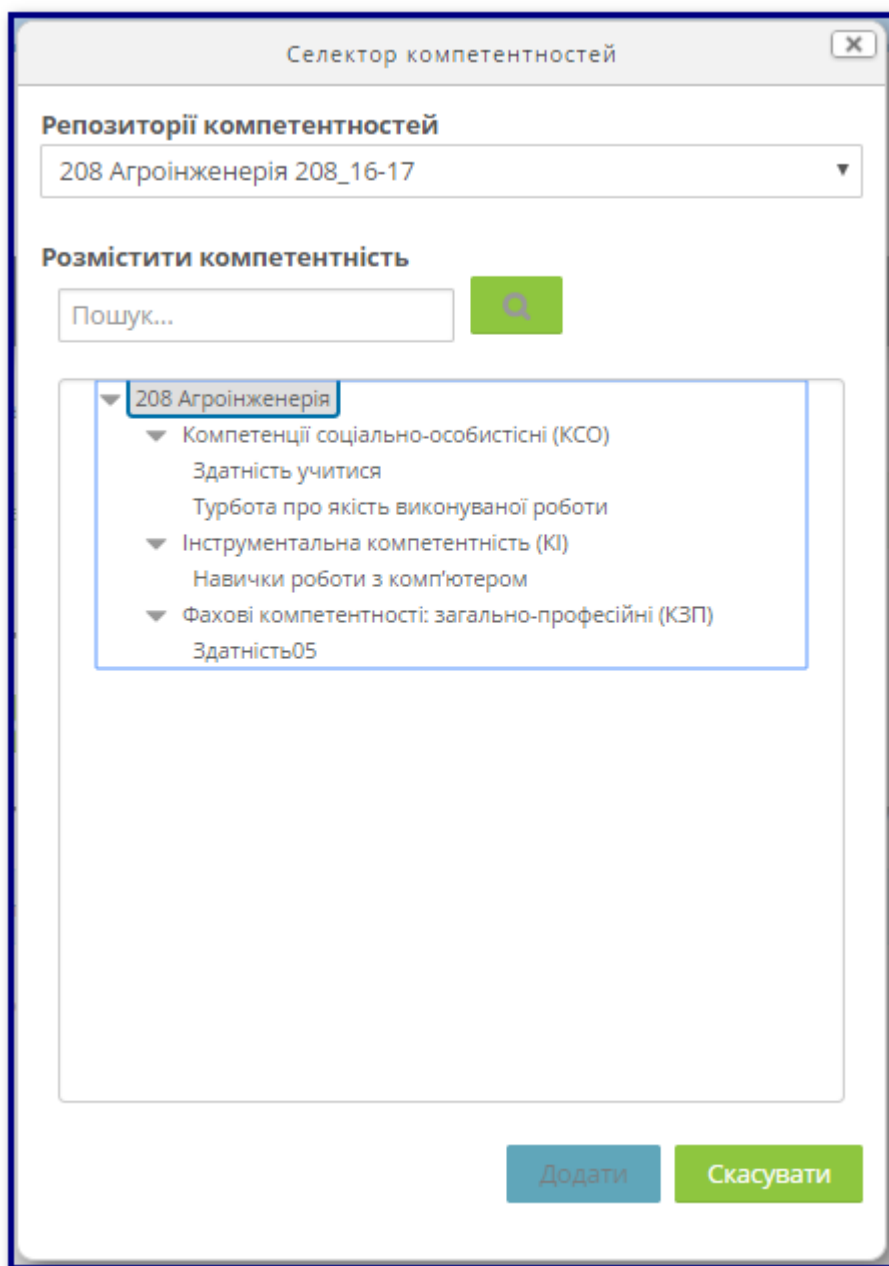 Селектор компетентностей
Репозиторії компетентностей
208 Агроінженерія 208_16-17
Розмістити компетентність
Пошук...
208 Агроінженерія
Компетенції соціально-особистісні (КСО)
Здатність учитися
Турбота про якість виконуваної роботи
Інструментальна компетентність (КІ)
Навички роботи з комп'ютером
Фахові компетентності: загально-професійні (КЗП)
Здатність05
Додати
Скасувати